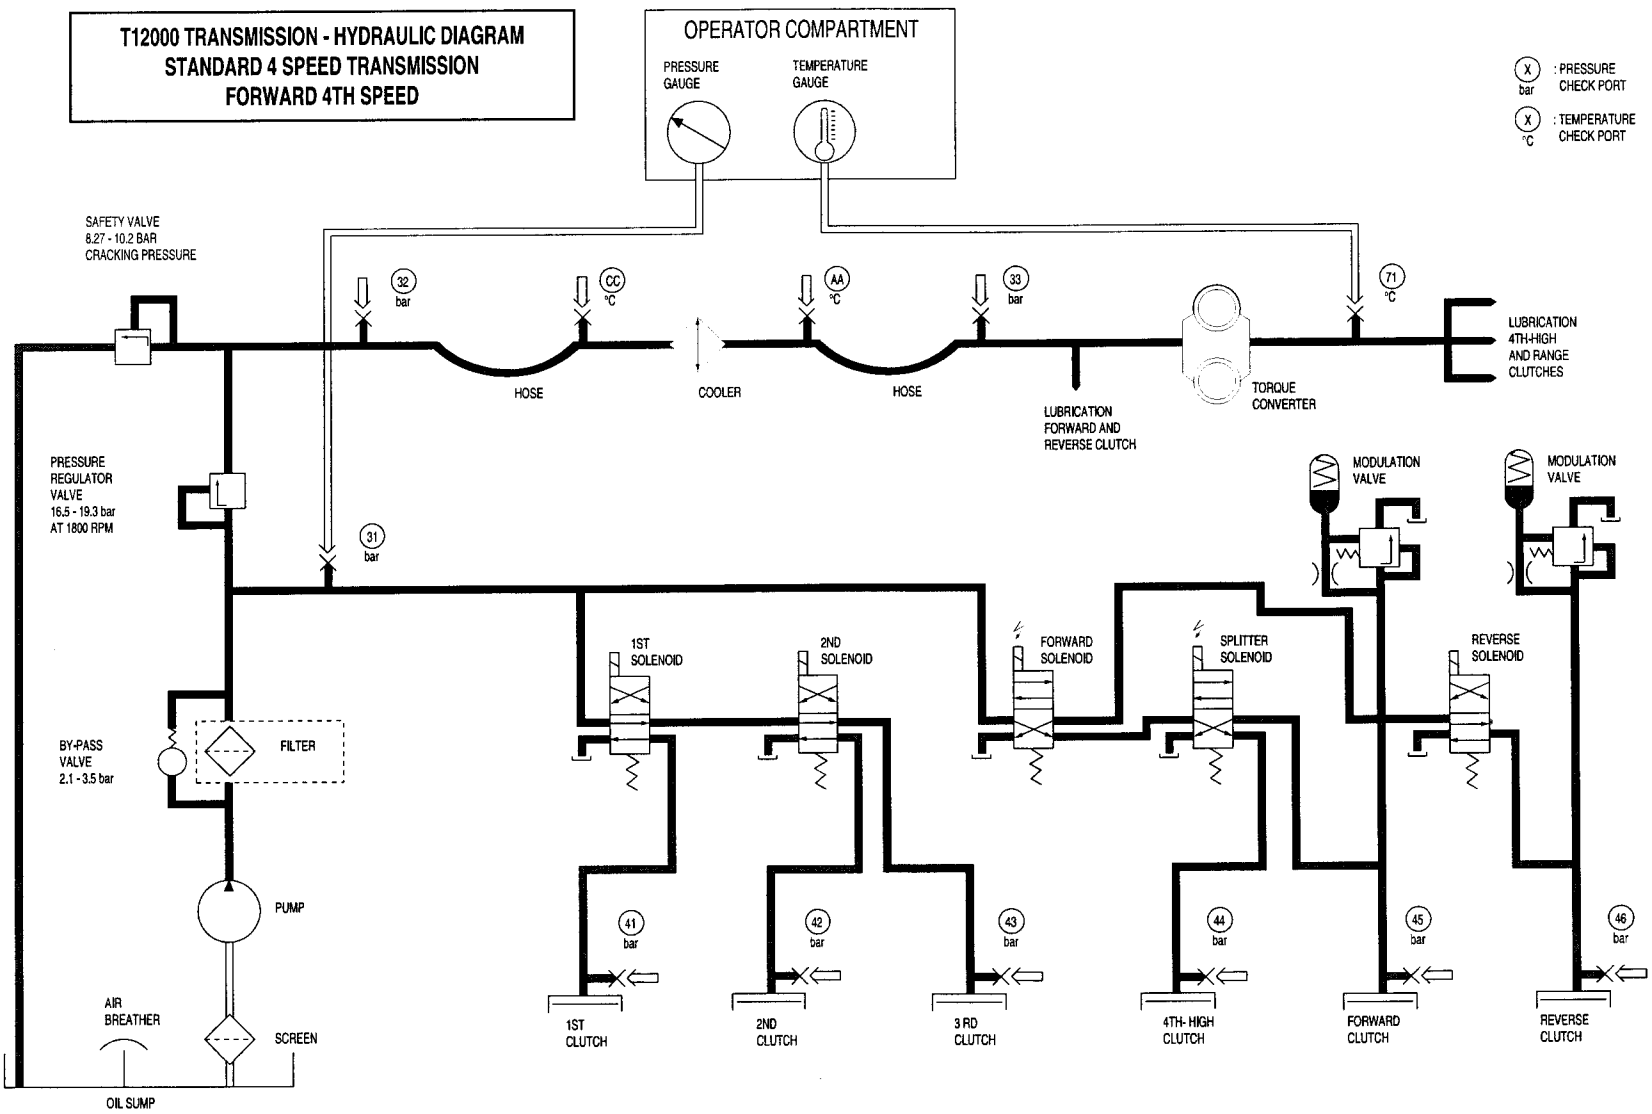 T12000 TRANSMISSION - HYDRAULIC DIAGRAM
STANDARD 4 SPEED TRANSMISSION
FORWARD 4TH SPEED
OPERATOR COMPARTMENT
PRESSURE
GAUGE
TEMPERATURE
GAUGE
X
bar
: PRESSURE
CHECK PORT
X
°C
: TEMPERATURE
CHECK PORT
SAFETY VALVE
8.27 - 10.2 BAR
CRACKING PRESSURE
32
bar
CC
°C
AA
°C
33
bar
71
°C
HOSE
COOLER
HOSE
LUBRICATION
FORWARD AND
REVERSE CLUTCH
TORQUE
CONVERTER
LUBRICATION
4TH-HIGH
AND RANGE
CLUTCHES
PRESSURE
REGULATOR
VALVE
16.5 - 19.3 bar
AT 1800 RPM
31
bar
MODULATION
VALVE
MODULATION
VALVE
1ST
SOLENOID
2ND
SOLENOID
FORWARD
SOLENOID
SPLITTER
SOLENOID
REVERSE
SOLENOID
BY-PASS
VALVE
2.1 - 3.5 bar
FILTER
PUMP
41
bar
42
bar
43
bar
44
bar
45
bar
46
bar
AIR
BREATHER
SCREEN
OIL SUMP
1ST
CLUTCH
2ND
CLUTCH
3 RD
CLUTCH
4TH- HIGH
CLUTCH
FORWARD
CLUTCH
REVERSE
CLUTCH